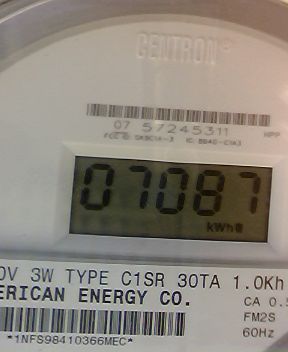 CENTRON®
07 57245311
HPP
07087
kWh
0V 3W TYPE C1SR 30TA 1.0Kh
ERICAN ENERGY CO.
CA 0.5
FM2S
60Hz
*1NFS98410366MEC*